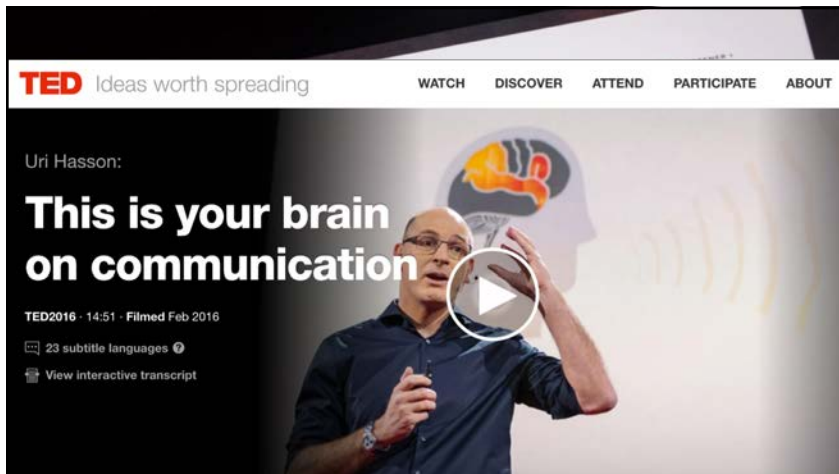 TED Ideas worth spreading
WATCH DISCOVER ATTEND PARTICIPATE ABOUT
Uri Hasson:
This is your brain
on communication
TED2016 · 14:51 · Filmed Feb 2016
23 subtitle languages ?
View interactive transcript